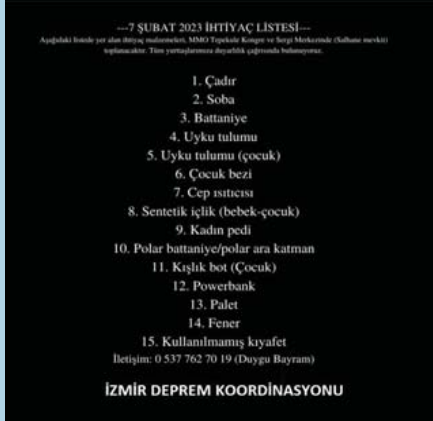 ---7 ŞUBAT 2023 İHTİYAÇ LİSTESİ---
Aşağıdaki listede yer alan ihtiyaç malzemeleri, MMO Tepekule Kongre ve Sergi Merkezinde (Salhane mevkii)
toplanacaktır. Tüm yurttaşlarımıza duyarlılık çağrısında bulunuyoruz.
1. Çadır
2. Soba
3. Battaniye
4. Uyku tulumu
5. Uyku tulumu (çocuk)
6. Çocuk bezi
7. Cep ısıtıcısı
8. Sentetik içlik (bebek-çocuk)
9. Kadın pedi
10. Polar battaniye/polar ara katman
11. Kışlık bot (Çocuk)
12. Powerbank
13. Palet
14. Fener
15. Kullanılmamış kıyafet
İletişim: 0 537 762 70 19 (Duygu Bayram)
İZMİR DEPREM KOORDİNASYONU